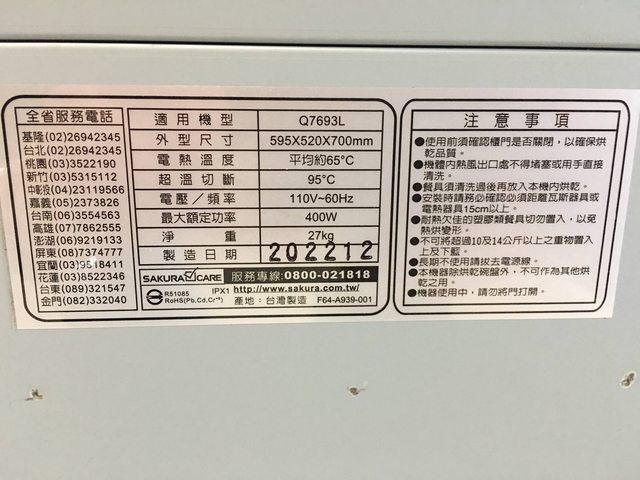 全省服務電話
基隆(02)26942345
台北(02)26942345
桃園(03)3522190
新竹(03)5315112
中彰投(04)23119566
嘉義(05)2373826
台南(06)3554563
高雄(07)7862555
澎湖(06)9219133
屏東(08)7374777
宜蘭(03)9518411
花蓮(03)8522346
台東(089)321547
金門(082)332040
適用機型 Q7693L
外型尺寸 595X520X700mm
電熱溫度 平均約65°C
超溫切斷 95°C
電壓/頻率 110V~60Hz
最大額定功率 400W
淨重 27kg
製造日期 202212
SAKURA CARE 服務專線:0800-021818
R51085 IPX1 http://www.sakura.com.tw/
RoHS(Pb,Cd,Cr⁺⁶) 產地:台灣製造 F64-A939-001
注意事項
●使用前須確認櫃門是否關閉,以確保烘
乾品質。
●機體內熱風出口處不得堵塞或用手直接
清洗。
●餐具須清洗過後再放入本機內烘乾。
●安裝時請務必確認必須距離瓦斯器具或
電熱器具15cm以上。
●耐熱欠佳的塑膠類餐具切勿置入,以免
熱烘變形。
●不可將超過10及14公斤以上之重物置入
上及下籃。
●長期不使用請拔去電源線。
●本機器除烘乾碗盤外,不可作為其他烘
乾之用。
●機器使用中,請勿將門打開。